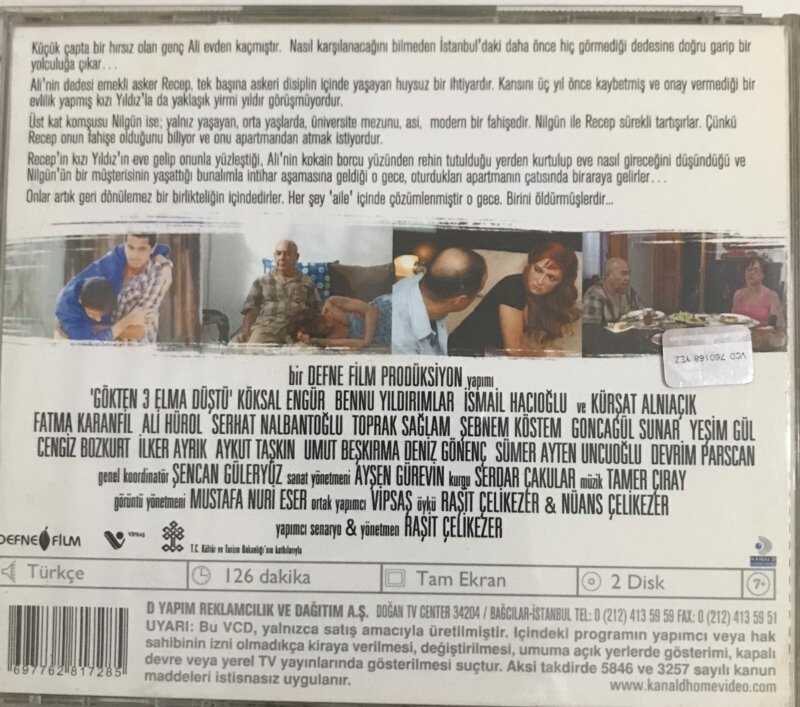 Küçük çapta bir hırsız olan genç Ali evden kaçmıştır. Nasıl karşılanacağını bilmeden İstanbul'daki daha önce hiç görmediği dedesine doğru garip bir
yolculuğa çıkar...
Ali'nin dedesi emekli asker Recep, tek başına askeri disiplin içinde yaşayan huysuz bir ihtiyardır. Karısını üç yıl önce kaybetmiş ve onay vermediği bir
evlilik yapmış kızı Yıldız'la da yaklaşık yirmi yıldır görüşmüyordur.
Üst kat komşusu Nilgün ise; yalnız yaşayan, orta yaşlarda, üniversite mezunu, asi, modern bir fahişedir. Nilgün ile Recep sürekli tartışırlar. Çünkü
Recep onun fahişe olduğunu biliyor ve onu apartmandan atmak istiyordur.
Recep'in kızı Yıldız'ın eve gelip onunla yüzleştiği, Ali'nin kokain borcu yüzünden rehin tutulduğu yerden kurtulup eve nasıl gireceğini düşündüğü ve
Nilgün'ün bir müşterisinin yaşattığı bunalımla intihar aşamasına geldiği o gece, oturdukları apartmanın çatısında biraraya gelirler...
Onlar artık geri dönülemez bir birlikteliğin içindedirler. Her şey 'aile' içinde çözümlenmiştir o gece. Birini öldürmüşlerdir...
VCD 760168 YEZ
bir DEFNE FİLM PRODÜKSİYON yapımı
'GÖKTEN 3 ELMA DÜŞTÜ' KÖKSAL ENGÜR BENNU YILDIRIMLAR İSMAİL HACIOĞLU ve KÜRŞAT ALNIAÇIK
FATMA KARANFİL ALİ HÜROL SERHAT NALBANTOĞLU TOPRAK SAĞLAM ŞEBNEM KÖSTEM GONCAGÜL SUNAR YEŞİM GÜL
CENGİZ BOZKURT İLKER AYRIK AYKUT TAŞKIN UMUT BEŞKIRMA DENİZ GÖNENÇ SÜMER AYTEN UNCUOĞLU DEVRİM PARSCAN
genel koordinatör ŞENCAN GÜLERYÜZ sanat yönetmeni AYŞEN GÜREVİN kurgu SERDAR ÇAKULAR müzik TAMER ÇIRAY
görüntü yönetmeni MUSTAFA NURİ ESER ortak yapımcı VİPSAŞ öykü RAŞİT ÇELİKEZER & NÜANS ÇELİKEZER
yapımcı senaryo & yönetmen RAŞİT ÇELİKEZER
DEFNE FİLM
VİPSAŞ
T.C. Kültür ve Turizm Bakanlığı'nın katkılarıyla
KANAL D
Türkçe
126 dakika
Tam Ekran
2 Disk
7+
D YAPIM REKLAMCILIK VE DAĞITIM A.Ş. DOĞAN TV CENTER 34204 / BAĞCILAR-İSTANBUL TEL: 0 (212) 413 59 59 FAX: 0 (212) 413 59 51
UYARI: Bu VCD, yalnızca satış amacıyla üretilmiştir. İçindeki programın yapımcı veya hak
sahibinin izni olmadıkça kiraya verilmesi, değiştirilmesi, umuma açık yerlerde gösterimi, kapalı
devre veya yerel TV yayınlarında gösterilmesi suçtur. Aksi takdirde 5846 ve 3257 sayılı kanun
maddeleri istisnasız uygulanır.
www.kanaldhomevideo.com
8 697762 817285